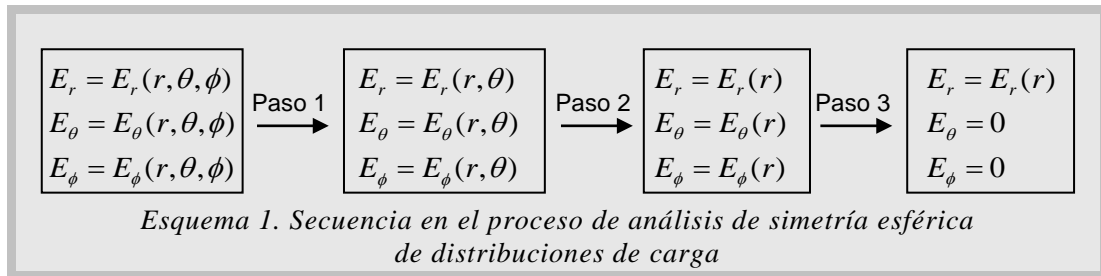 E_r = E_r(r,θ,ϕ)
E_θ = E_θ(r,θ,ϕ)
E_ϕ = E_ϕ(r,θ,ϕ)
Paso 1
E_r = E_r(r,θ)
E_θ = E_θ(r,θ)
E_ϕ = E_ϕ(r,θ)
Paso 2
E_r = E_r(r)
E_θ = E_θ(r)
E_ϕ = E_ϕ(r)
Paso 3
E_r = E_r(r)
E_θ = 0
E_ϕ = 0
Esquema 1. Secuencia en el proceso de análisis de simetría esférica
de distribuciones de carga